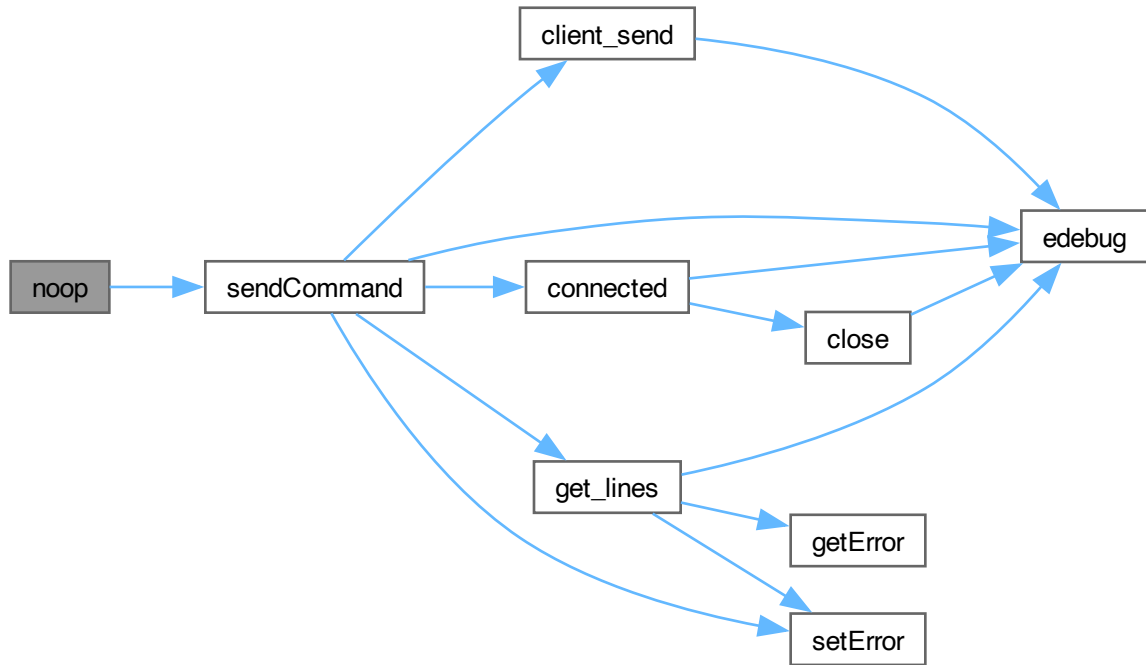 client_send
edebug
noop
sendCommand
connected
close
get_lines
getError
setError